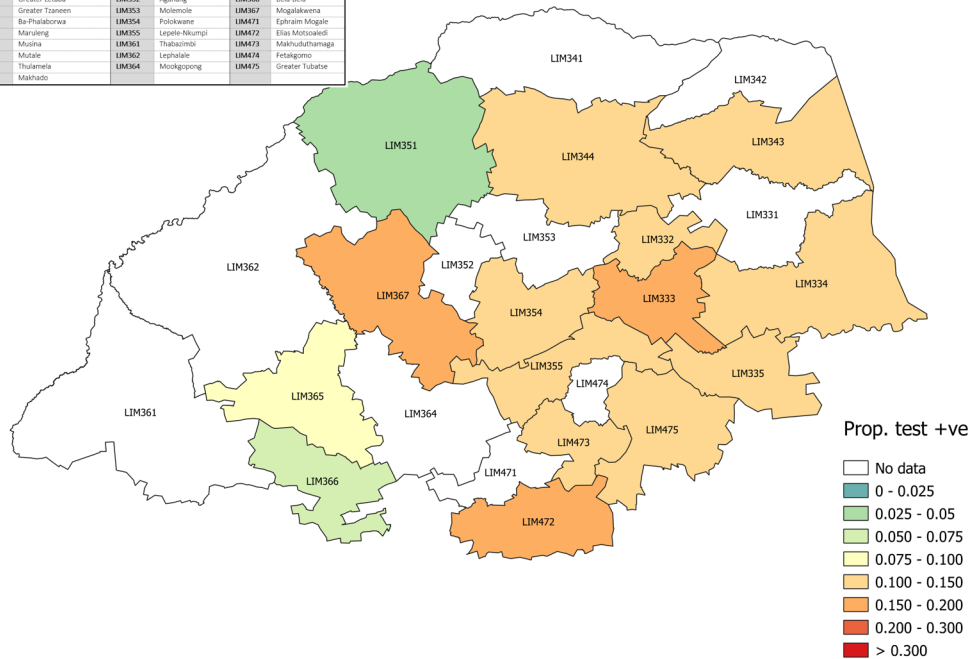 Greater Tzaneen LIM353 Molemole LIM367 Mogalakwena
Ba-Phalaborwa LIM354 Polokwane LIM471 Ephraim Mogale
Maruleng LIM355 Lepele-Nkumpi LIM472 Elias Motsoaledi
Musina LIM361 Thabazimbi LIM473 Makhuduthamaga
Mutale LIM362 Lephalale LIM474 Fetakgomo
Thulamela LIM364 Mookgopong LIM475 Greater Tubatse
Makhado
LIM341
LIM342
LIM351
LIM344
LIM343
LIM331
LIM353
LIM332
LIM362
LIM352
LIM334
LIM367
LIM333
LIM354
LIM355
LIM335
LIM474
LIM365
LIM361
LIM364
LIM475
LIM473
LIM471
LIM366
LIM472
Prop. test +ve
No data
0 - 0.025
0.025 - 0.05
0.050 - 0.075
0.075 - 0.100
0.100 - 0.150
0.150 - 0.200
0.200 - 0.300
> 0.300